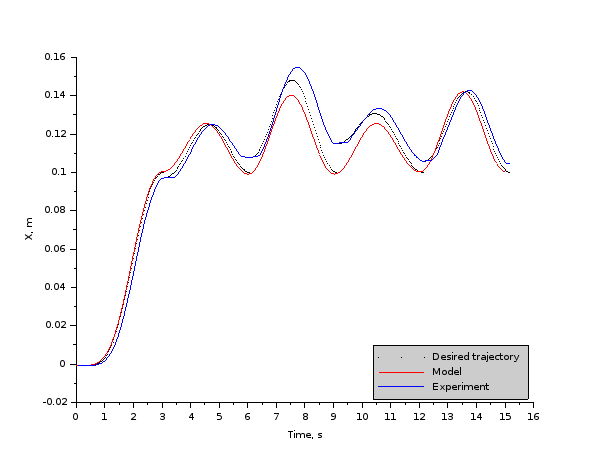 0.16
0.14
0.12
0.1
0.08
0.06
0.04
0.02
0
-0.02
X, m
0 1 2 3 4 5 6 7 8 9 10 11 12 13 14 15 16
Time, s
Desired trajectory
Model
Experiment